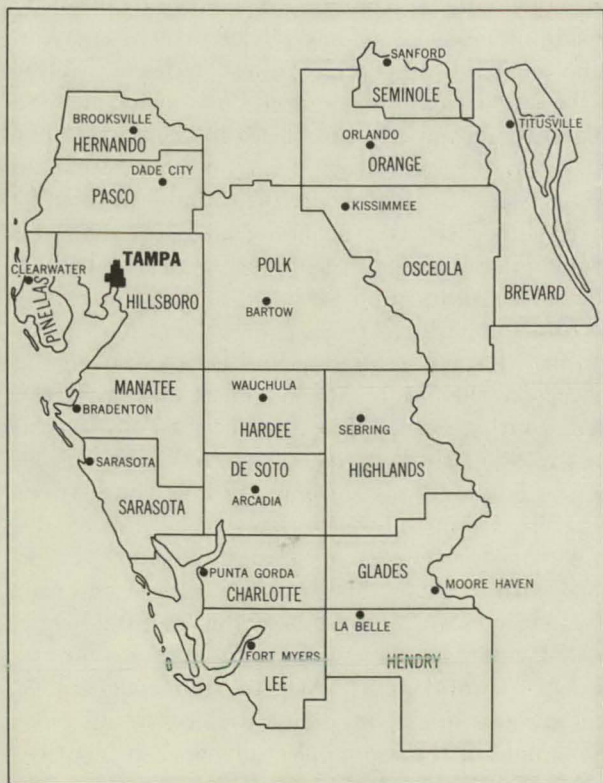 SANFORD
SEMINOLE
BROOKSVILLE
HERNANDO
TITUSVILLE
ORLANDO
ORANGE
DADE CITY
PASCO
KISSIMMEE
TAMPA
CLEARWATER
PINELLAS
HILLSBORO
POLK
OSCEOLA
BREVARD
BARTOW
MANATEE
WAUCHULA
BRADENTON
HARDEE
SEBRING
SARASOTA
DE SOTO
HIGHLANDS
ARCADIA
SARASOTA
PUNTA GORDA
GLADES
MOORE HAVEN
CHARLOTTE
LA BELLE
FORT MYERS
HENDRY
LEE